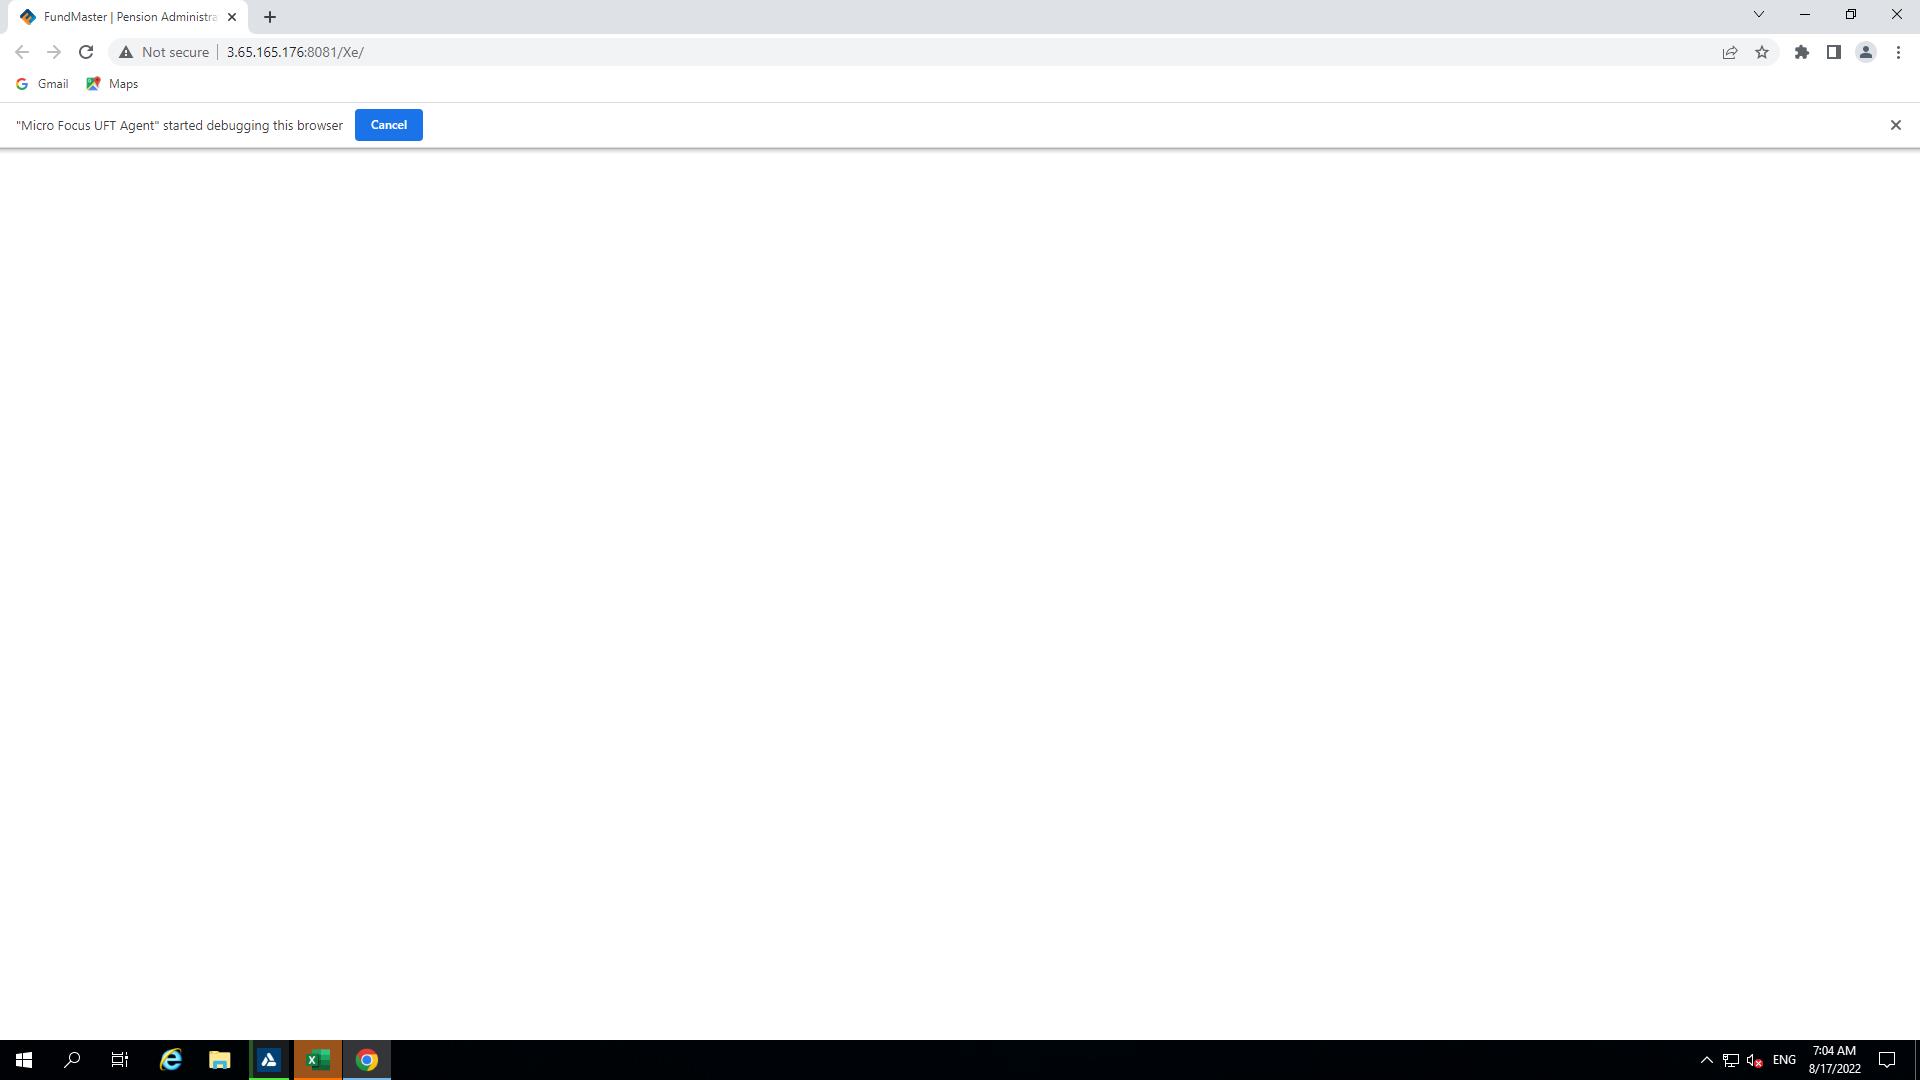 FundMaster | Pension Administra
Not secure
3.65.165.176:8081/Xe/
Gmail
Maps
"Micro Focus UFT Agent" started debugging this browser
Cancel
ENG
7:04 AM
8/17/2022